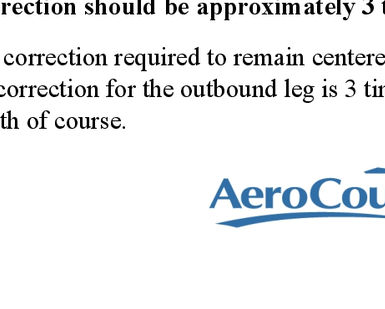 rection should be approximately 3 t
correction required to remain centere
correction for the outbound leg is 3 tim
th of course.
AeroCou